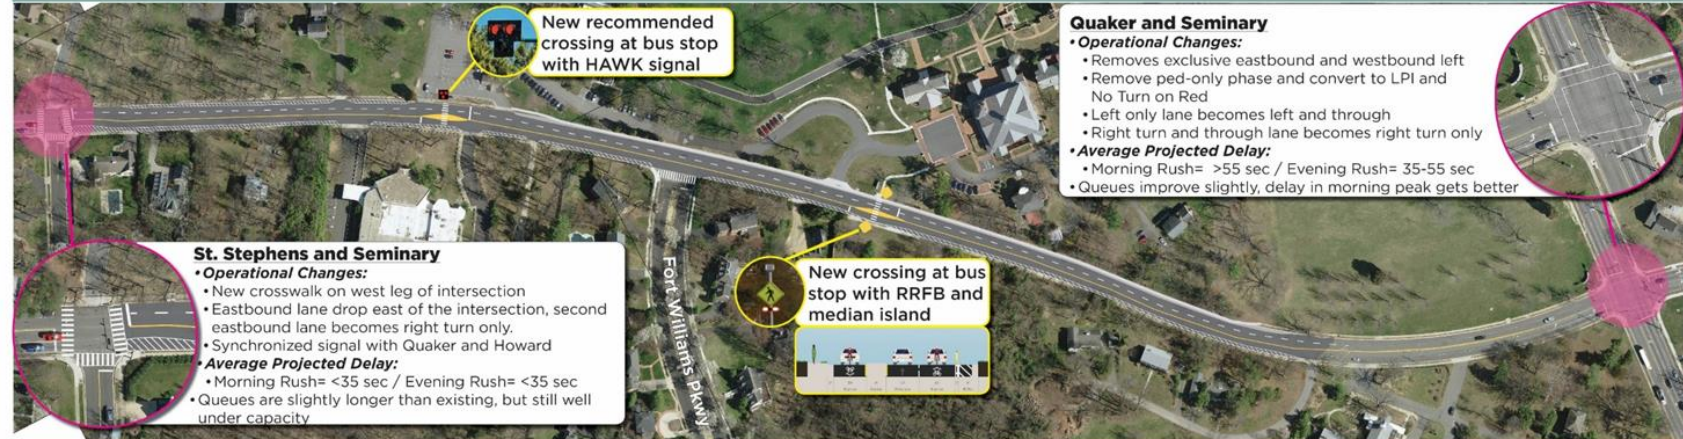 New recommended
crossing at bus stop
with HAWK signal
Quaker and Seminary
• Operational Changes:
• Removes exclusive eastbound and westbound left
• Remove ped-only phase and convert to LPI and
No Turn on Red
• Left only lane becomes left and through
• Right turn and through lane becomes right turn only
• Average Projected Delay:
• Morning Rush= >55 sec / Evening Rush= 35-55 sec
• Queues improve slightly, delay in morning peak gets better
St. Stephens and Seminary
• Operational Changes:
• New crosswalk on west leg of intersection
• Eastbound lane drop east of the intersection, second
eastbound lane becomes right turn only.
• Synchronized signal with Quaker and Howard
• Average Projected Delay:
• Morning Rush= <35 sec / Evening Rush= <35 sec
• Queues are slightly longer than existing, but still well
under capacity
Fort Williams Pkwy
New crossing at bus
stop with RRFB and
median island